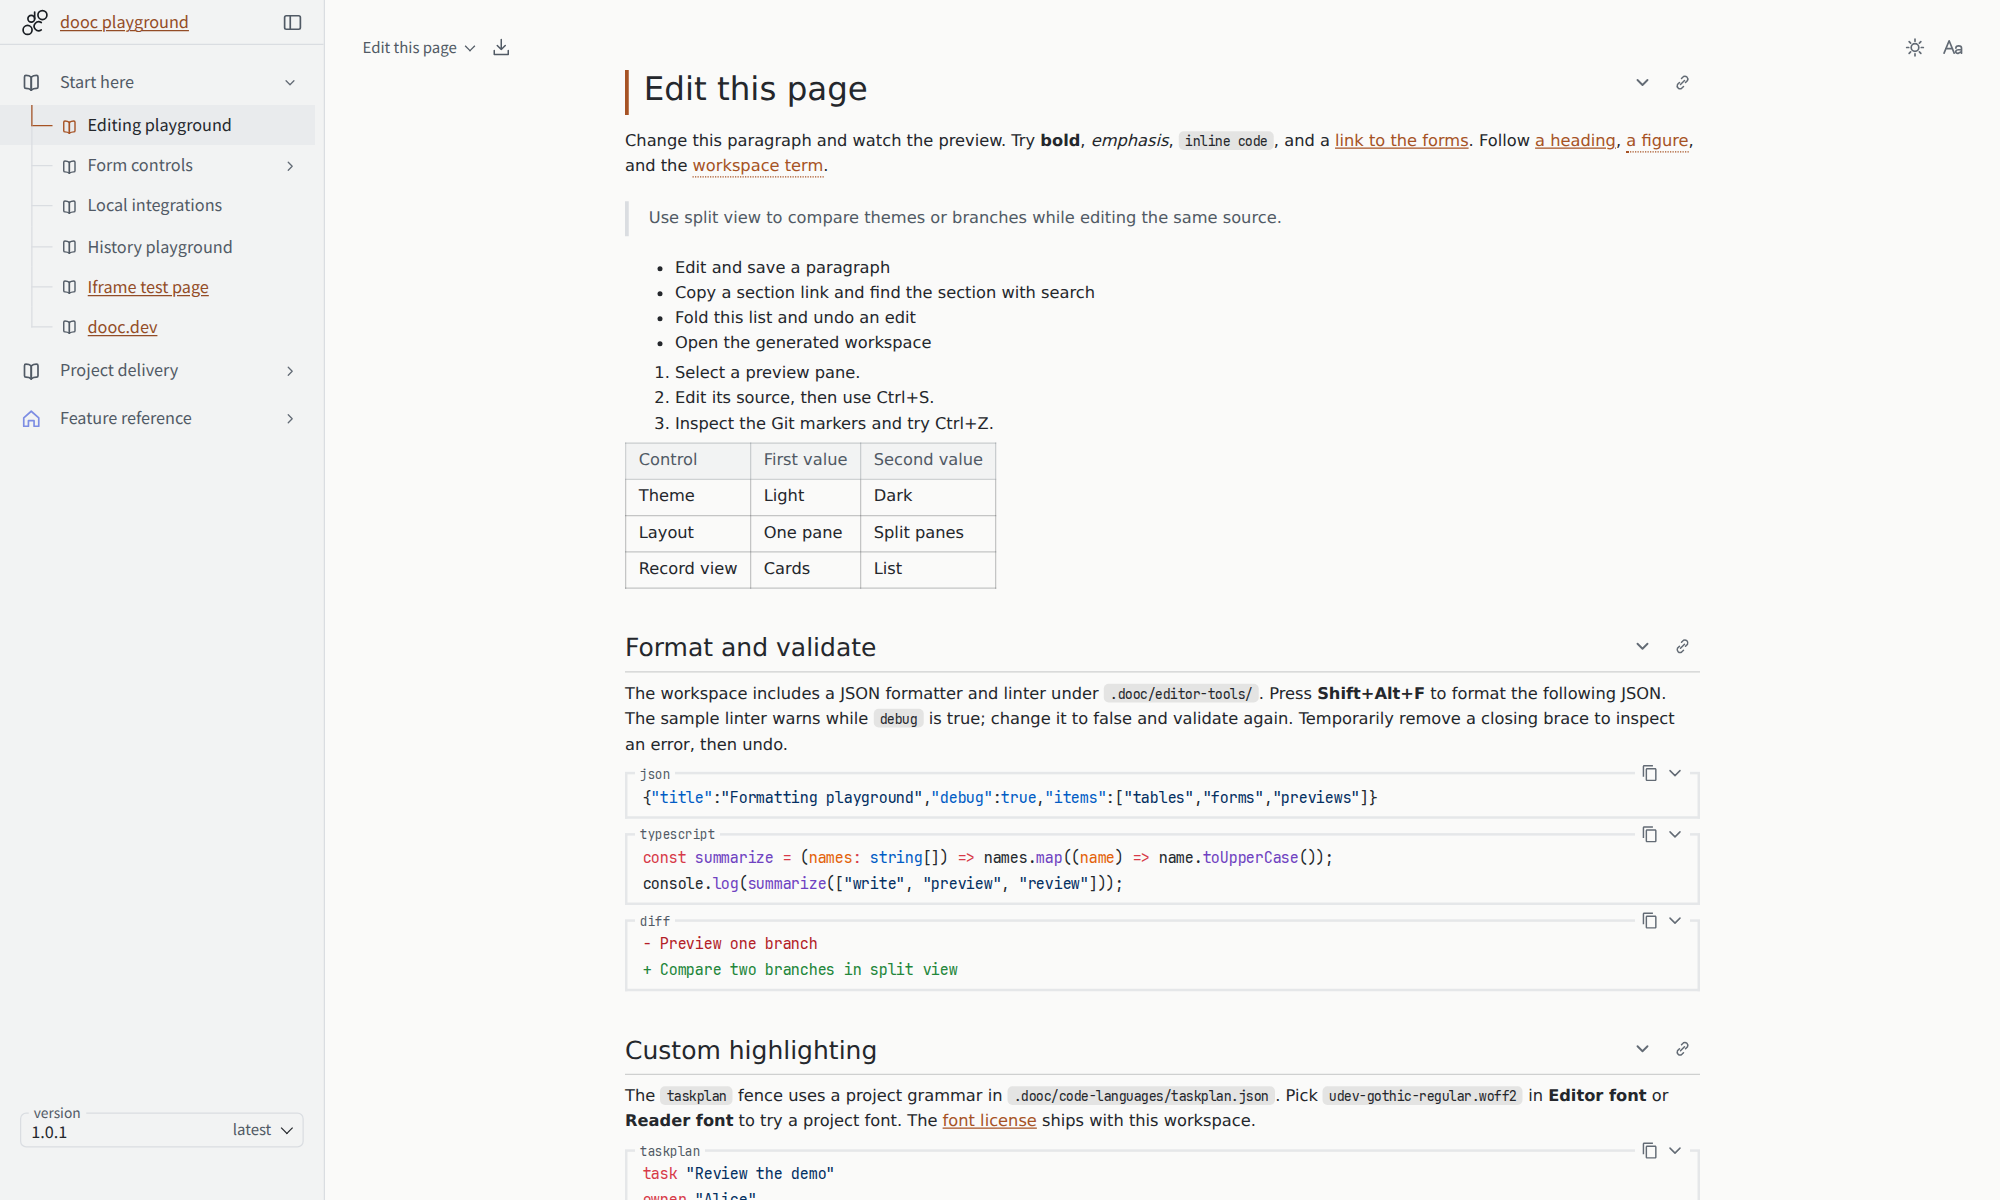 dooc playground
Start here
Editing playground
Form controls
Local integrations
History playground
Iframe test page
dooc.dev
Project delivery
Feature reference
version
1.0.1 latest
Edit this page
Aa
Edit this page
Change this paragraph and watch the preview. Try bold, emphasis, inline code, and a link to the forms. Follow a heading, a figure,
and the workspace term.
Use split view to compare themes or branches while editing the same source.
• Edit and save a paragraph
• Copy a section link and find the section with search
• Fold this list and undo an edit
• Open the generated workspace
1. Select a preview pane.
2. Edit its source, then use Ctrl+S.
3. Inspect the Git markers and try Ctrl+Z.
Control First value Second value
Theme Light Dark
Layout One pane Split panes
Record view Cards List
Format and validate
The workspace includes a JSON formatter and linter under .dooc/editor-tools/. Press Shift+Alt+F to format the following JSON.
The sample linter warns while debug is true; change it to false and validate again. Temporarily remove a closing brace to inspect
an error, then undo.
json
{"title":"Formatting playground","debug":true,"items":["tables","forms","previews"]}
typescript
const summarize = (names: string[]) => names.map((name) => name.toUpperCase());
console.log(summarize(["write", "preview", "review"]));
diff
- Preview one branch
+ Compare two branches in split view
Custom highlighting
The taskplan fence uses a project grammar in .dooc/code-languages/taskplan.json. Pick udev-gothic-regular.woff2 in Editor font or
Reader font to try a project font. The font license ships with this workspace.
taskplan
task "Review the demo"
owner "Alice"